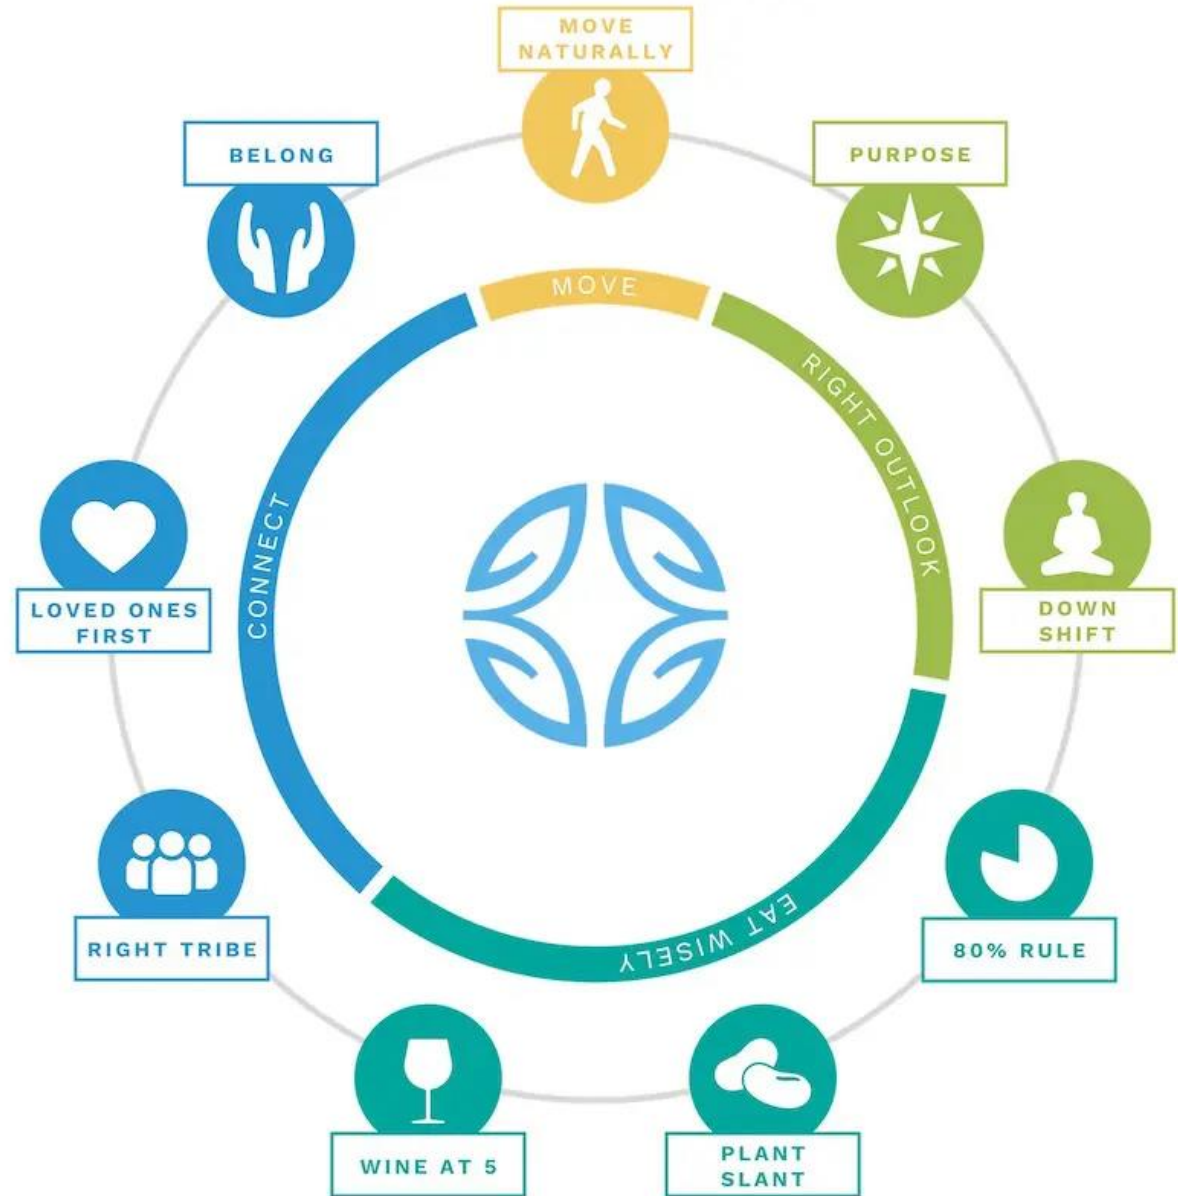 MOVE
NATURALLY
BELONG
PURPOSE
MOVE
RIGHT OUTLOOK
CONNECT
LOVED ONES
FIRST
DOWN
SHIFT
RIGHT TRIBE
80% RULE
EAT WISELY
WINE AT 5
PLANT
SLANT